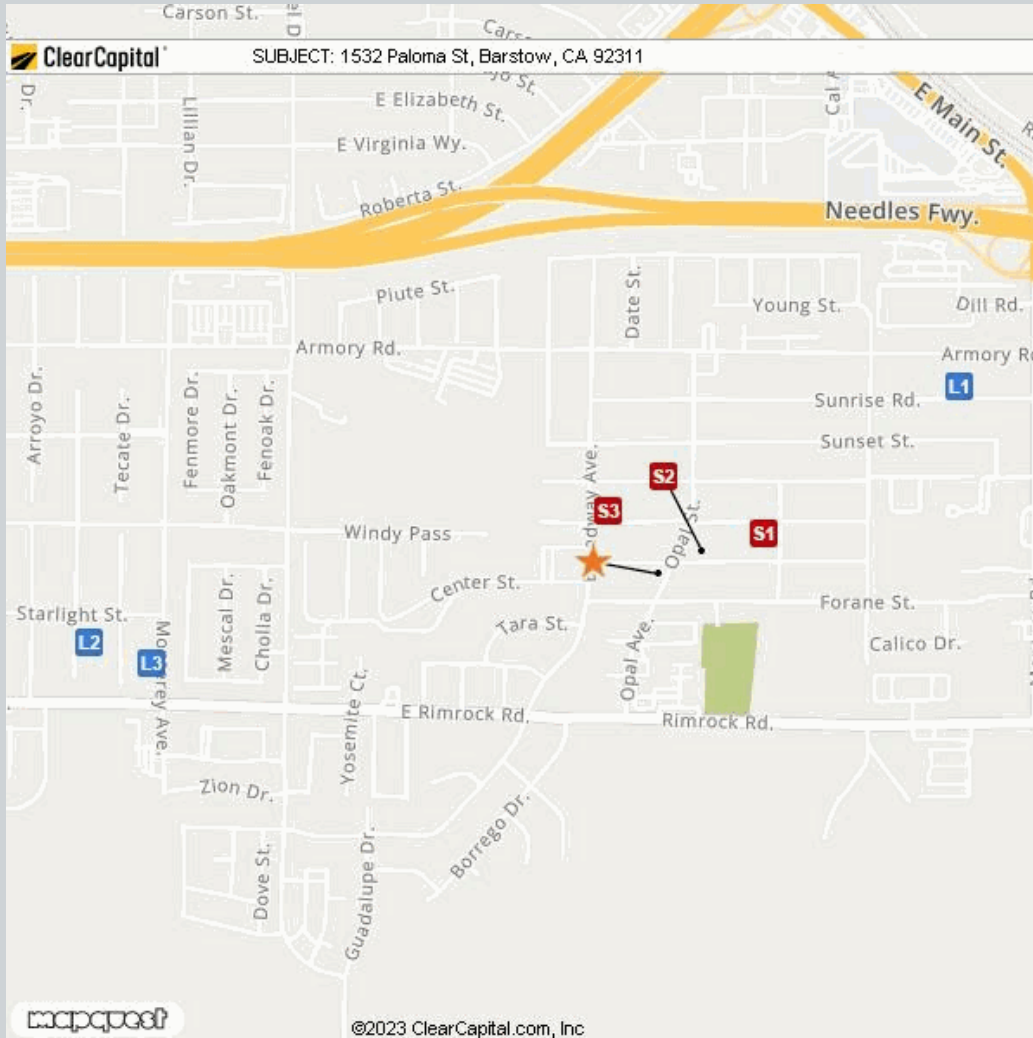 Carson St.
ClearCapital
SUBJECT: 1532 Paloma St, Barstow, CA 92311
Dr.
Lillian Dr.
E Elizabeth St.
E Virginia Wy.
Roberta St.
E Main St.
Needles Fwy.
Piute St.
Date St.
Young St.
Dill Rd.
Armory Rd.
Armory
L1
Sunrise Rd.
Sunset St.
Arroyo Dr.
Tecate Dr.
Fenmore Dr.
Oakmont Dr.
Fenoak Dr.
S2
S3
S1
Opal St.
Windy Pass
Center St.
Forane St.
Starlight St.
L2
L3
Mescal Dr.
Cholla Dr.
Tara St.
Opal Ave.
Calico Dr.
Yosemite Ct.
E Rimrock Rd.
Rimrock Rd.
Zion Dr.
Borrego Dr.
Dove St.
Guadalupe Dr.
mapquest
©2023 ClearCapital.com, Inc